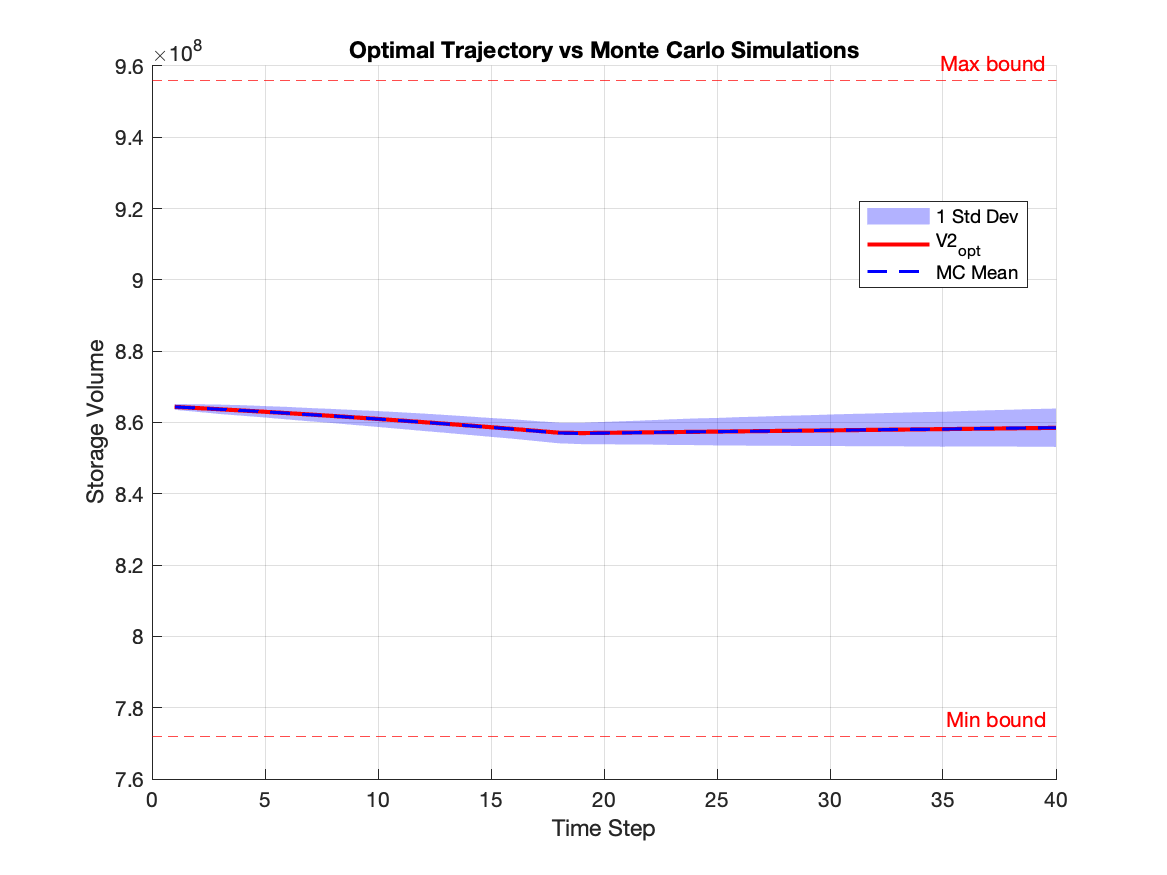 Optimal Trajectory vs Monte Carlo Simulations
×10⁸
9.6
Max bound
9.4
9.2
1 Std Dev
V2opt
MC Mean
9
8.8
8.6
8.4
8.2
8
7.8
Min bound
7.6
Storage Volume
0 5 10 15 20 25 30 35 40
Time Step